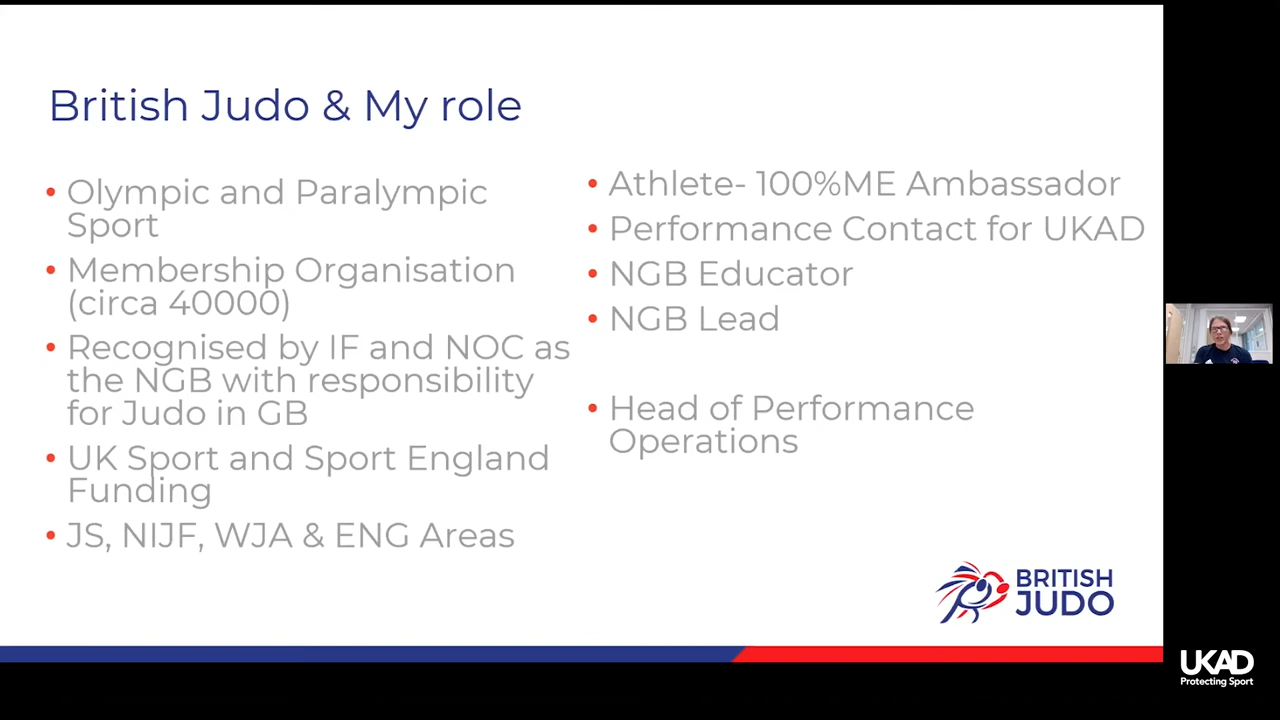 British Judo & My role
• Olympic and Paralympic
Sport
• Membership Organisation
(circa 40000)
• Recognised by IF and NOC as
the NGB with responsibility
for Judo in GB
• UK Sport and Sport England
Funding
• JS, NIJF, WJA & ENG Areas
• Athlete- 100%ME Ambassador
• Performance Contact for UKAD
• NGB Educator
• NGB Lead
• Head of Performance
Operations
BRITISH
JUDO
UKAD
Protecting Sport